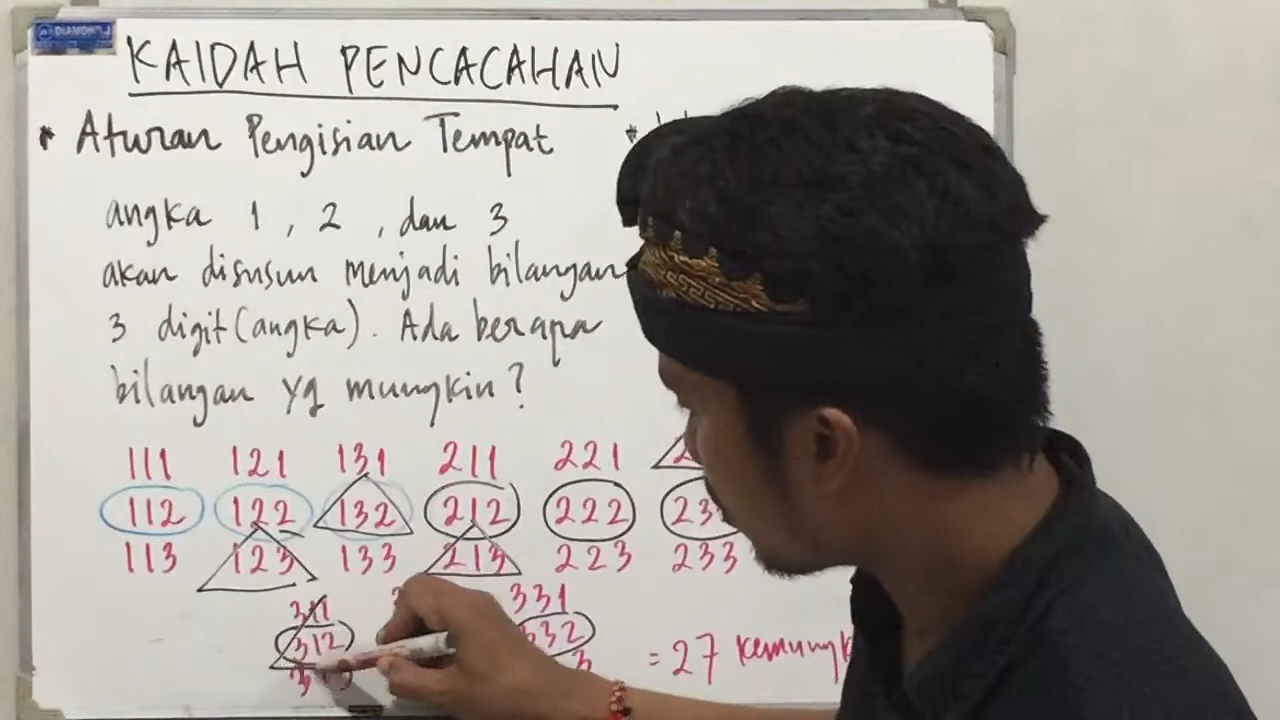 DIAMOND
KAIDAH PENCACAHAN
* Aturan Pengisian Tempat *
angka 1, 2, dan 3
akan disusun menjadi bilangan
3 digit (angka). Ada berapa
bilangan yg mungkin?
111 121 131 211 221
112 122 132 212 222
113 123 133 213 223 233
311 331
312 332
= 27